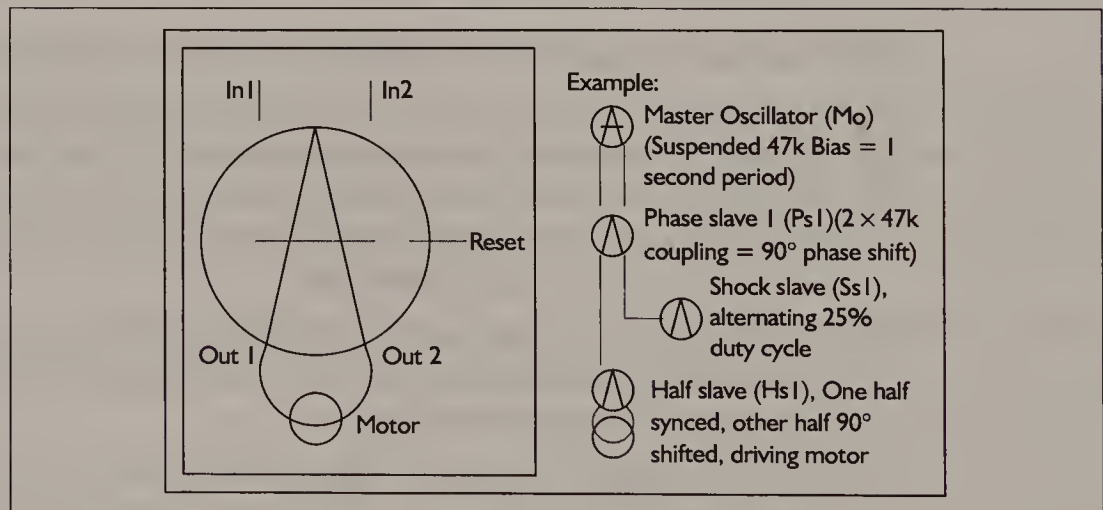 In1
In2
Reset
Out 1
Out 2
Motor
Example:
Master Oscillator (Mo)
(Suspended 47k Bias = 1
second period)
Phase slave 1 (Ps1)(2 × 47k
coupling = 90° phase shift)
Shock slave (Ss1),
alternating 25%
duty cycle
Half slave (Hs1), One half
synced, other half 90°
shifted, driving motor